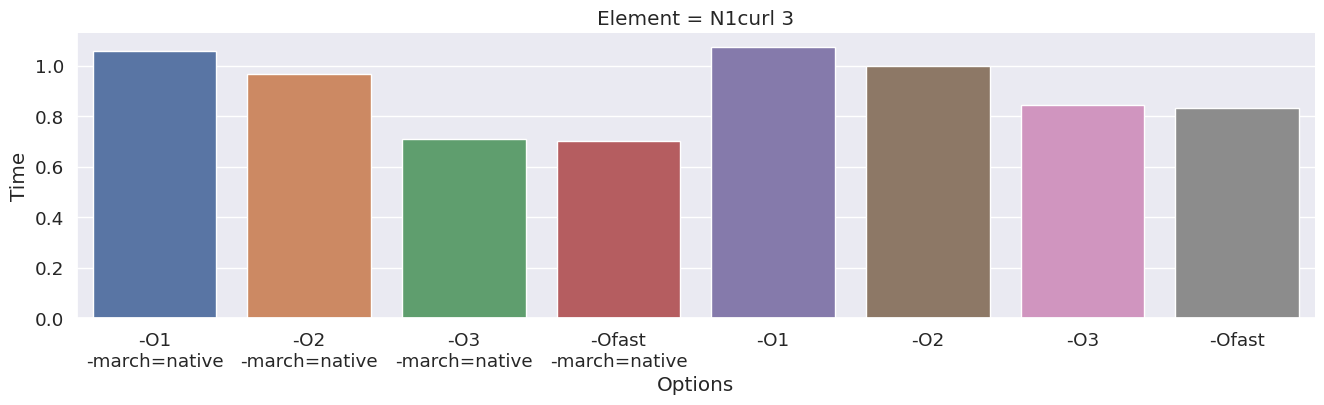 Element = N1curl 3
Time
1.0
0.8
0.6
0.4
0.2
0.0
-O1
-march=native
-O2
-march=native
-O3
-march=native
-Ofast
-march=native
-O1
-O2
-O3
-Ofast
Options